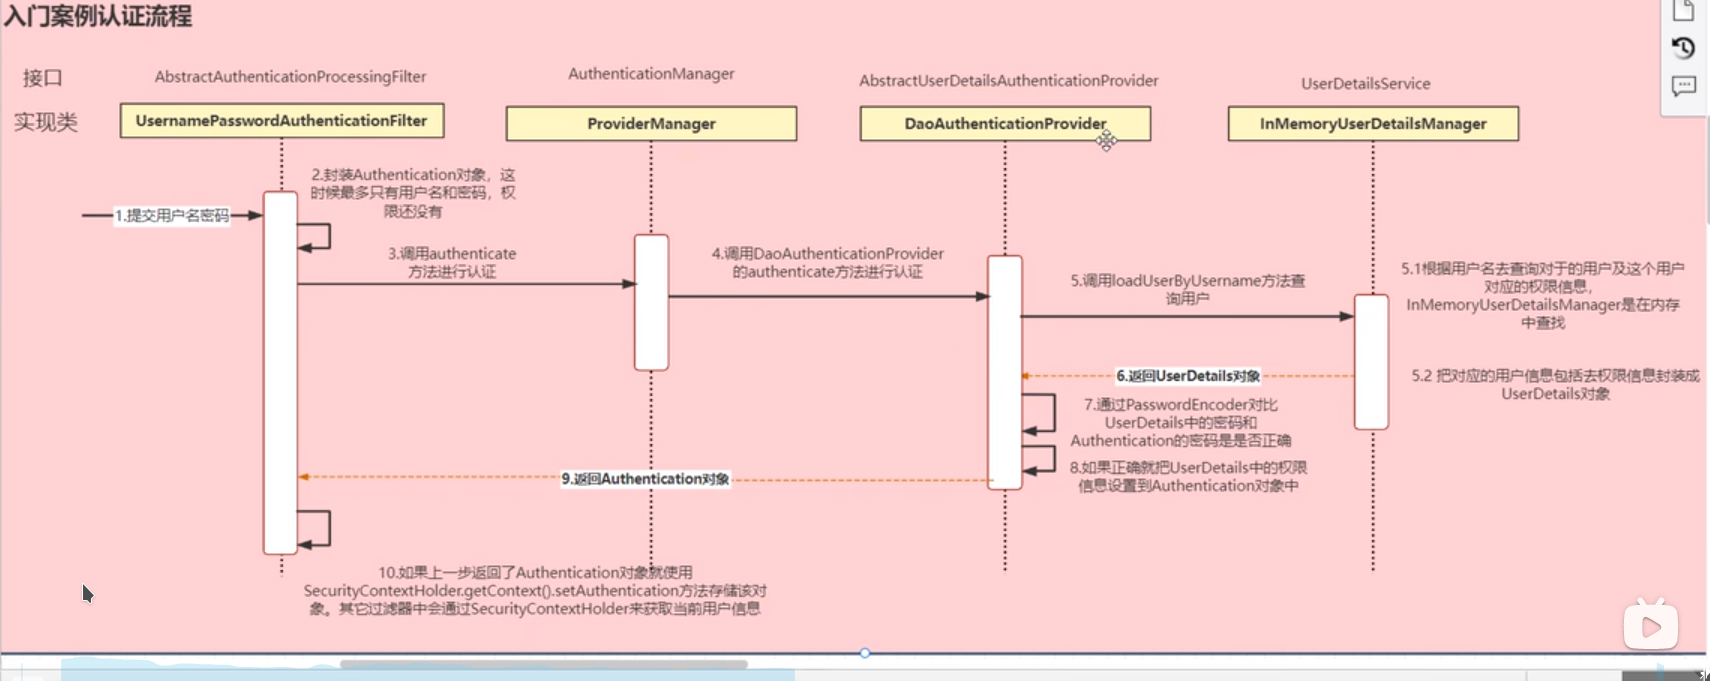 入门案例认证流程
接口
AbstractAuthenticationProcessingFilter
AuthenticationManager
AbstractUserDetailsAuthenticationProvider
UserDetailsService
实现类
UsernamePasswordAuthenticationFilter
ProviderManager
DaoAuthenticationProvider
InMemoryUserDetailsManager
1.提交用户名密码
2.封装Authentication对象，这
时候最多只有用户名和密码，权
限还没有
3.调用authenticate
方法进行认证
4.调用DaoAuthenticationProvider
的authenticate方法进行认证
5.调用loadUserByUsername方法查
询用户
5.1根据用户名去查询对于的用户及这个用户
对应的权限信息，
InMemoryUserDetailsManager是在内存
中查找
6.返回UserDetails对象
5.2 把对应的用户信息包括去权限信息封装成
UserDetails对象
7.通过PasswordEncoder对比
UserDetails中的密码和
Authentication的密码是是否正确
8.如果正确就把UserDetails中的权限
信息设置到Authentication对象中
9.返回Authentication对象
10.如果上一步返回了Authentication对象就使用
SecurityContextHolder.getContext().setAuthentication方法存储该对
象。其它过滤器中会通过SecurityContextHolder来获取当前用户信息